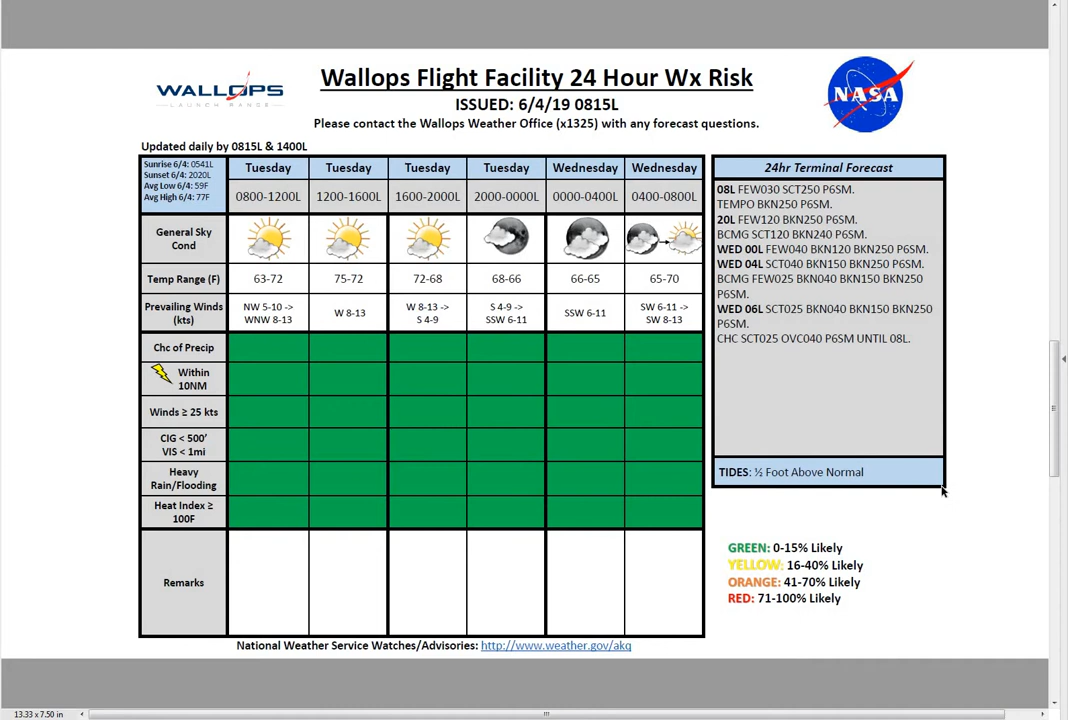 WALLOPS
LAUNCH RANGE
Wallops Flight Facility 24 Hour Wx Risk
ISSUED: 6/4/19 0815L
Please contact the Wallops Weather Office (x1325) with any forecast questions.
NASA
Updated daily by 0815L & 1400L
Sunrise 6/4: 0541L
Sunset 6/4: 2020L
Avg Low 6/4: 59F
Avg High 6/4: 77F
Tuesday Tuesday Tuesday Tuesday Wednesday Wednesday
0800-1200L 1200-1600L 1600-2000L 2000-0000L 0000-0400L 0400-0800L
General Sky
Cond
Temp Range (F) 63-72 75-72 72-68 68-66 66-65 65-70
Prevailing Winds
(kts)
NW 5-10 ->
WNW 8-13
W 8-13
W 8-13 ->
S 4-9
S 4-9 ->
SSW 6-11
SSW 6-11
SW 6-11 ->
SW 8-13
Chc of Precip
Within
10NM
Winds ≥ 25 kts
CIG < 500'
VIS < 1mi
Heavy
Rain/Flooding
Heat Index ≥
100F
Remarks
National Weather Service Watches/Advisories: http://www.weather.gov/akq
24hr Terminal Forecast
08L FEW030 SCT250 P6SM.
TEMPO BKN250 P6SM.
20L FEW120 BKN250 P6SM.
BCMG SCT120 BKN240 P6SM.
WED 00L FEW040 BKN120 BKN250 P6SM.
WED 04L SCT040 BKN150 BKN250 P6SM.
BCMG FEW025 BKN040 BKN150 BKN250
P6SM.
WED 06L SCT025 BKN040 BKN150 BKN250
P6SM.
CHC SCT025 OVC040 P6SM UNTIL 08L.
TIDES: ½ Foot Above Normal
GREEN: 0-15% Likely
YELLOW: 16-40% Likely
ORANGE: 41-70% Likely
RED: 71-100% Likely
13.33 x 7.50 in